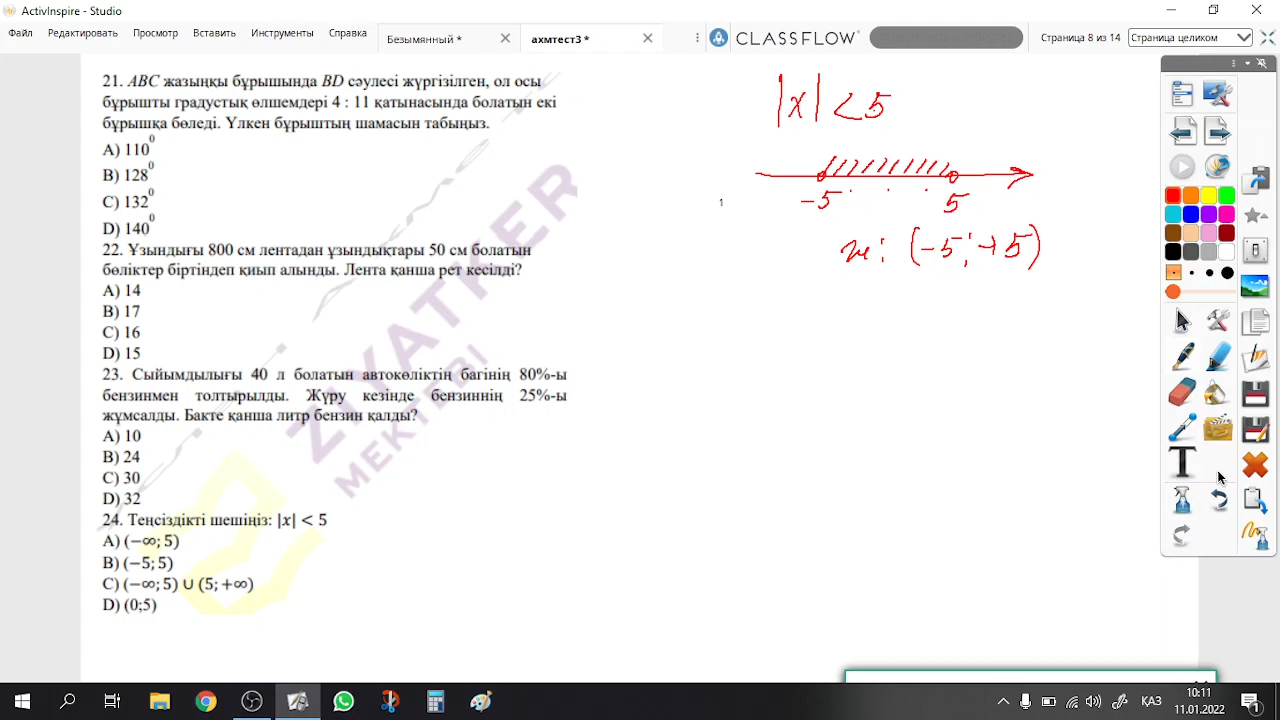 ActivInspire - Studio
Файл Редактировать Просмотр Вставить Инструменты Справка
Безымянный *
ахмтест3 *
CLASSFLOW
Страница 8 из 14
Страница целиком
21. ABC жазыңқы бұрышында BD сәулесі жүргізілген, ол осы
бұрышты градустық өлшемдері 4 : 11 қатынасында болатын екі
бұрышқа бөледі. Үлкен бұрыштың шамасын табыңыз.
A) 110⁰
B) 128⁰
C) 132⁰
D) 140⁰
22. Ұзындығы 800 см лентадан ұзындықтары 50 см болатын
бөліктер біртіндеп қиып алынды. Лента қанша рет кесілді?
A) 14
B) 17
C) 16
D) 15
23. Сыйымдылығы 40 л болатын автокөліктің багінің 80%-ы
бензинмен толтырылды. Жүру кезінде бензиннің 25%-ы
жұмсалды. Бакте қанша литр бензин қалды?
A) 10
B) 24
C) 30
D) 32
24. Теңсіздікті шешіңіз: |x| < 5
A) (−∞; 5)
B) (−5; 5)
C) (−∞; 5) ∪ (5; +∞)
D) (0;5)
ZIYATKER
MEKTEBI
|x| < 5
-5 5
ж: (-5; +5)
1
T
КАЗ
10:11
11.01.2022
1